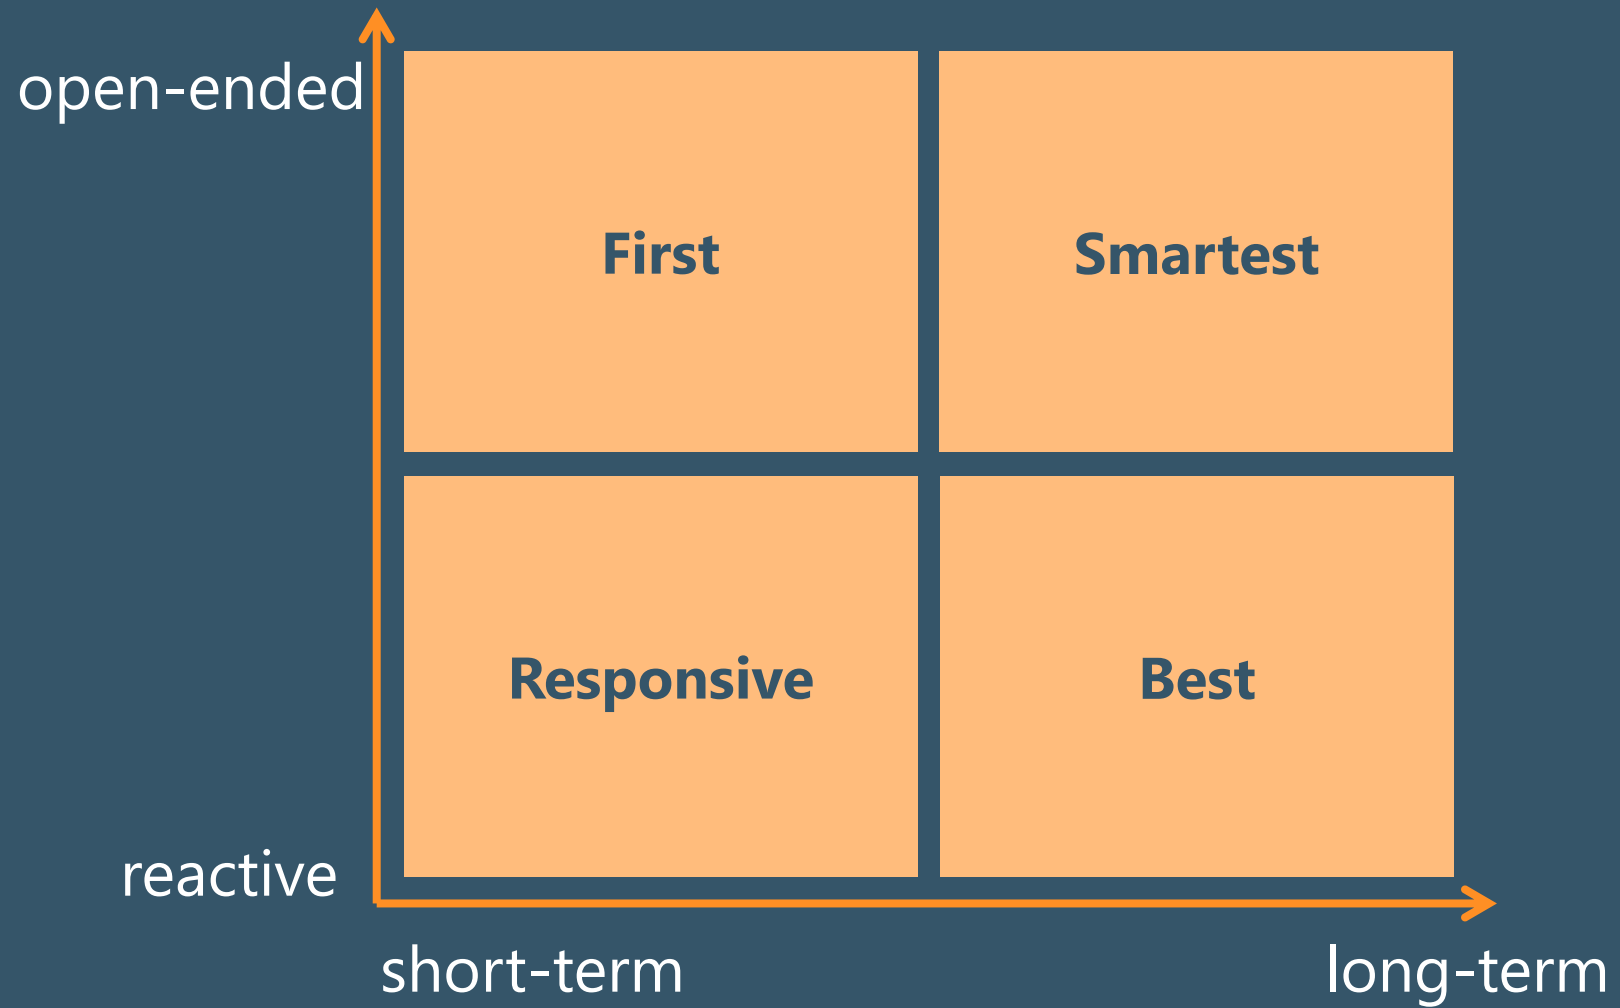 open-ended
First
Smartest
Responsive
Best
reactive
short-term
long-term